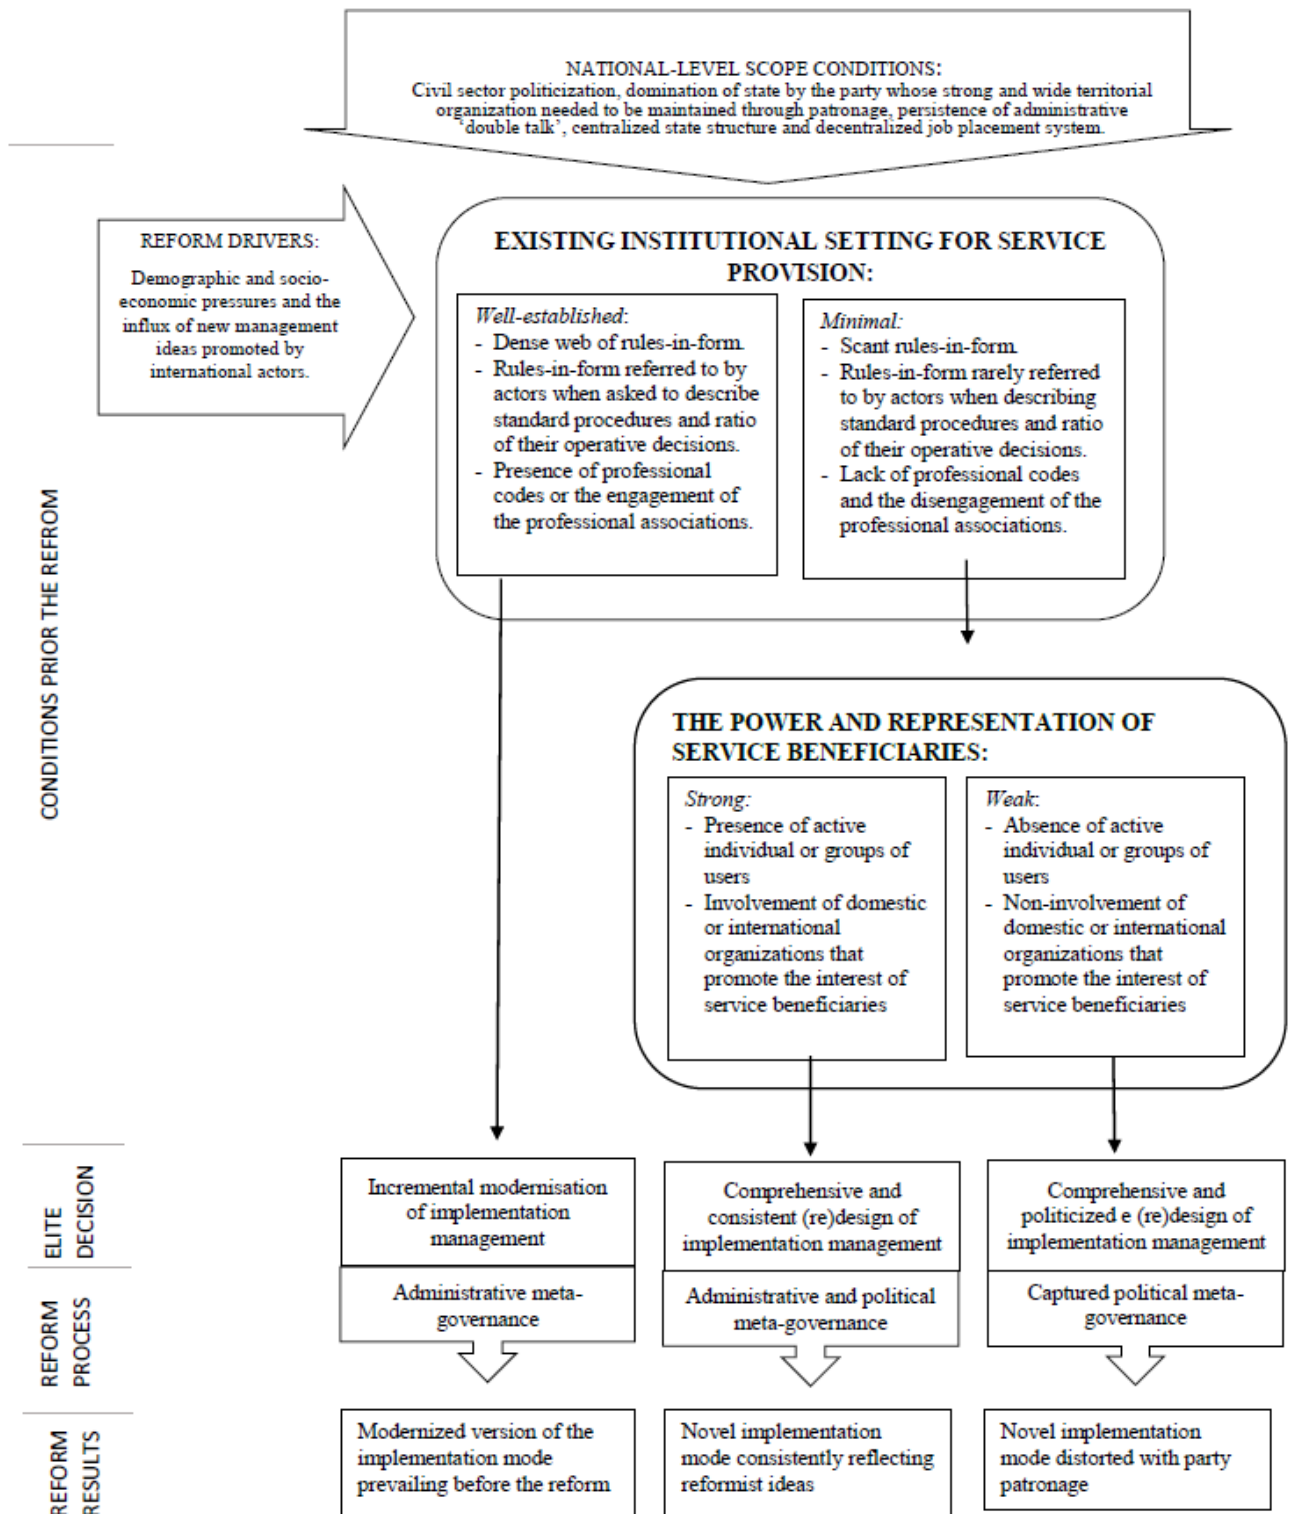 NATIONAL-LEVEL SCOPE CONDITIONS:
Civil sector politicization, domination of state by the party whose strong and wide territorial
organization needed to be maintained through patronage, persistence of administrative
‘double talk’, centralized state structure and decentralized job placement system.
REFORM DRIVERS:
Demographic and socio-
economic pressures and the
influx of new management
ideas promoted by
international actors.
EXISTING INSTITUTIONAL SETTING FOR SERVICE
PROVISION:
Well-established:
- Dense web of rules-in-form.
- Rules-in-form referred to by
actors when asked to describe
standard procedures and ratio
of their operative decisions.
- Presence of professional
codes or the engagement of
the professional associations.
Minimal:
- Scant rules-in-form.
- Rules-in-form rarely referred
to by actors when describing
standard procedures and ratio
of their operative decisions.
- Lack of professional codes
and the disengagement of the
professional associations.
CONDITIONS PRIOR THE REFROM
THE POWER AND REPRESENTATION OF
SERVICE BENEFICIARIES:
Strong:
- Presence of active
individual or groups of
users
- Involvement of domestic
or international
organizations that
promote the interest of
service beneficiaries
Weak:
- Absence of active
individual or groups of
users
- Non-involvement of
domestic or international
organizations that
promote the interest of
service beneficiaries
ELITE
DECISION
Incremental modernisation
of implementation
management
Comprehensive and
consistent (re)design of
implementation management
Comprehensive and
politicized e (re)design of
implementation management
REFORM
PROCESS
Administrative meta-
governance
Administrative and political
meta-governance
Captured political meta-
governance
REFORM
RESULTS
Modernized version of the
implementation mode
prevailing before the reform
Novel implementation
mode consistently reflecting
reformist ideas
Novel implementation
mode distorted with party
patronage